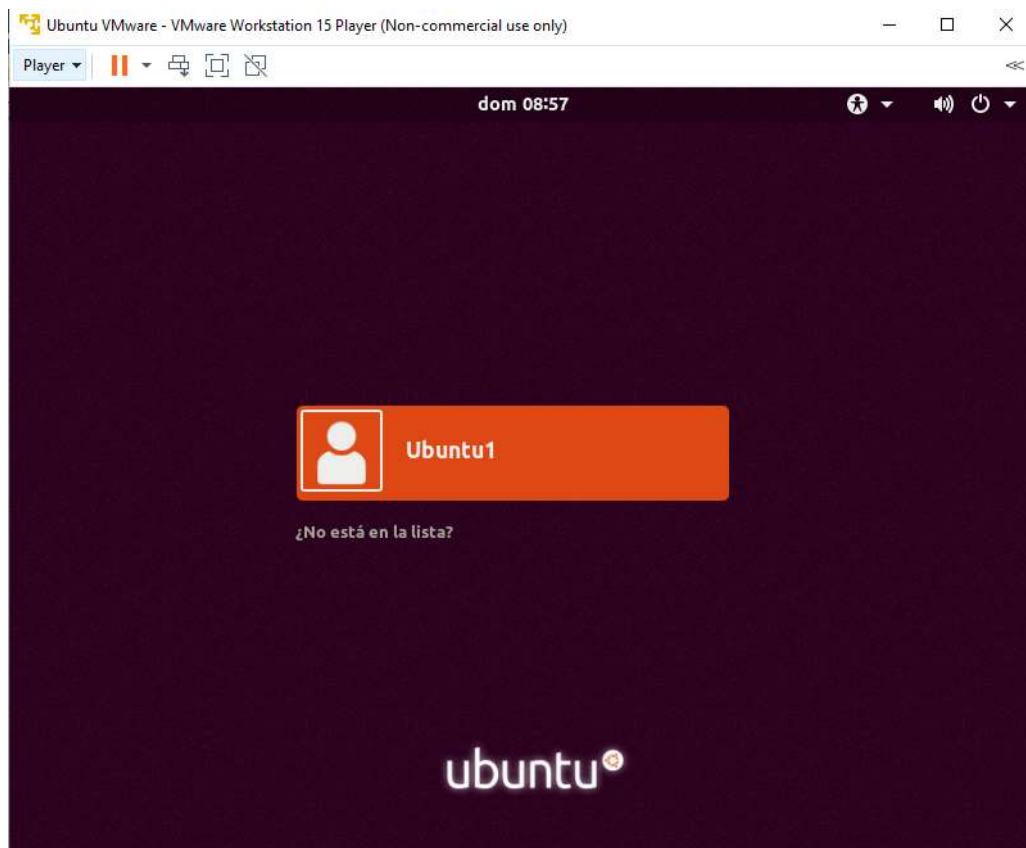 Ubuntu VMware - VMware Workstation 15 Player (Non-commercial use only)
Player
dom 08:57
Ubuntu1
¿No está en la lista?
ubuntu